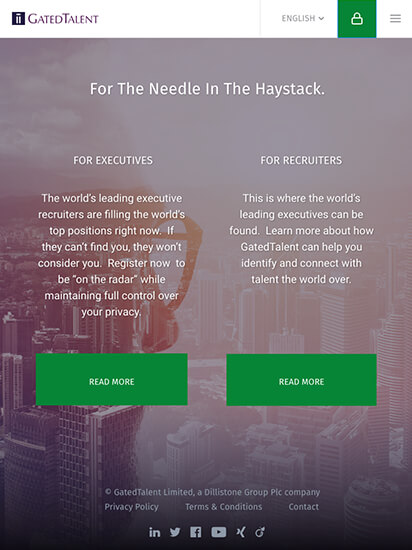 GATEDTALENT
ENGLISH
For The Needle In The Haystack.
FOR EXECUTIVES
The world's leading executive
recruiters are filling the world's
top positions right now. If
they can't find you, they won't
consider you. Register now to
be "on the radar" while
maintaining full control over
your privacy.
READ MORE
FOR RECRUITERS
This is where the world's
leading executives can be
found. Learn more about how
GatedTalent can help you
identify and connect with
talent the world over.
READ MORE
© GatedTalent Limited, a Dillistone Group Plc company
Privacy Policy Terms & Conditions Contact